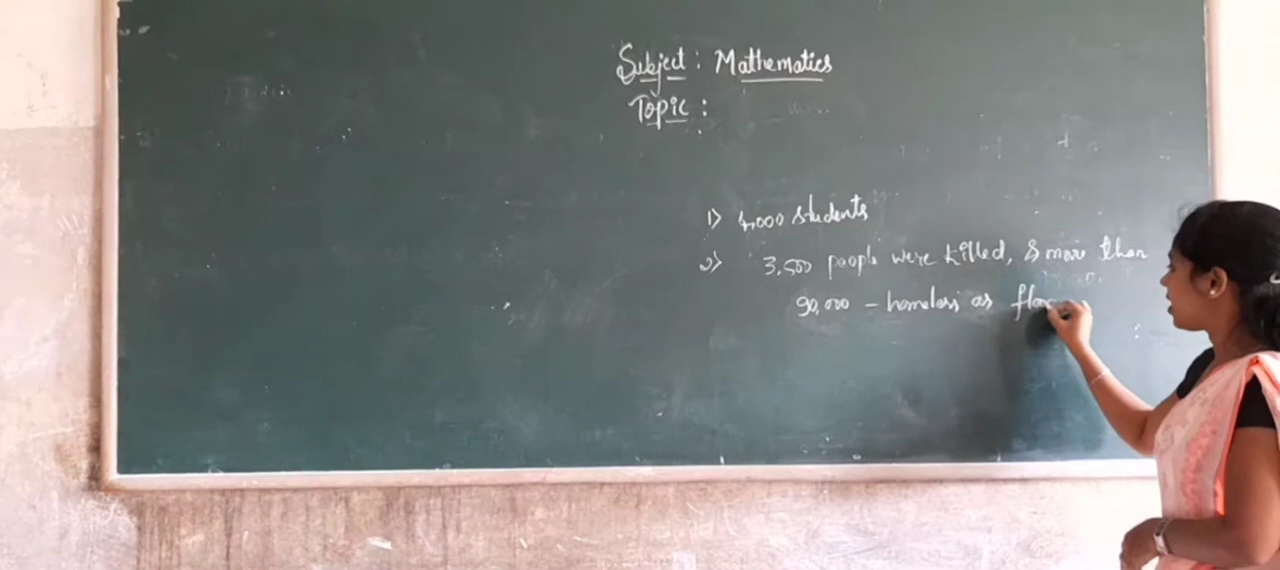 Subject : Mathematics
Topic :
1) 4,000 students
2) 3,500 people were killed, & more than
90,000 - homeless as